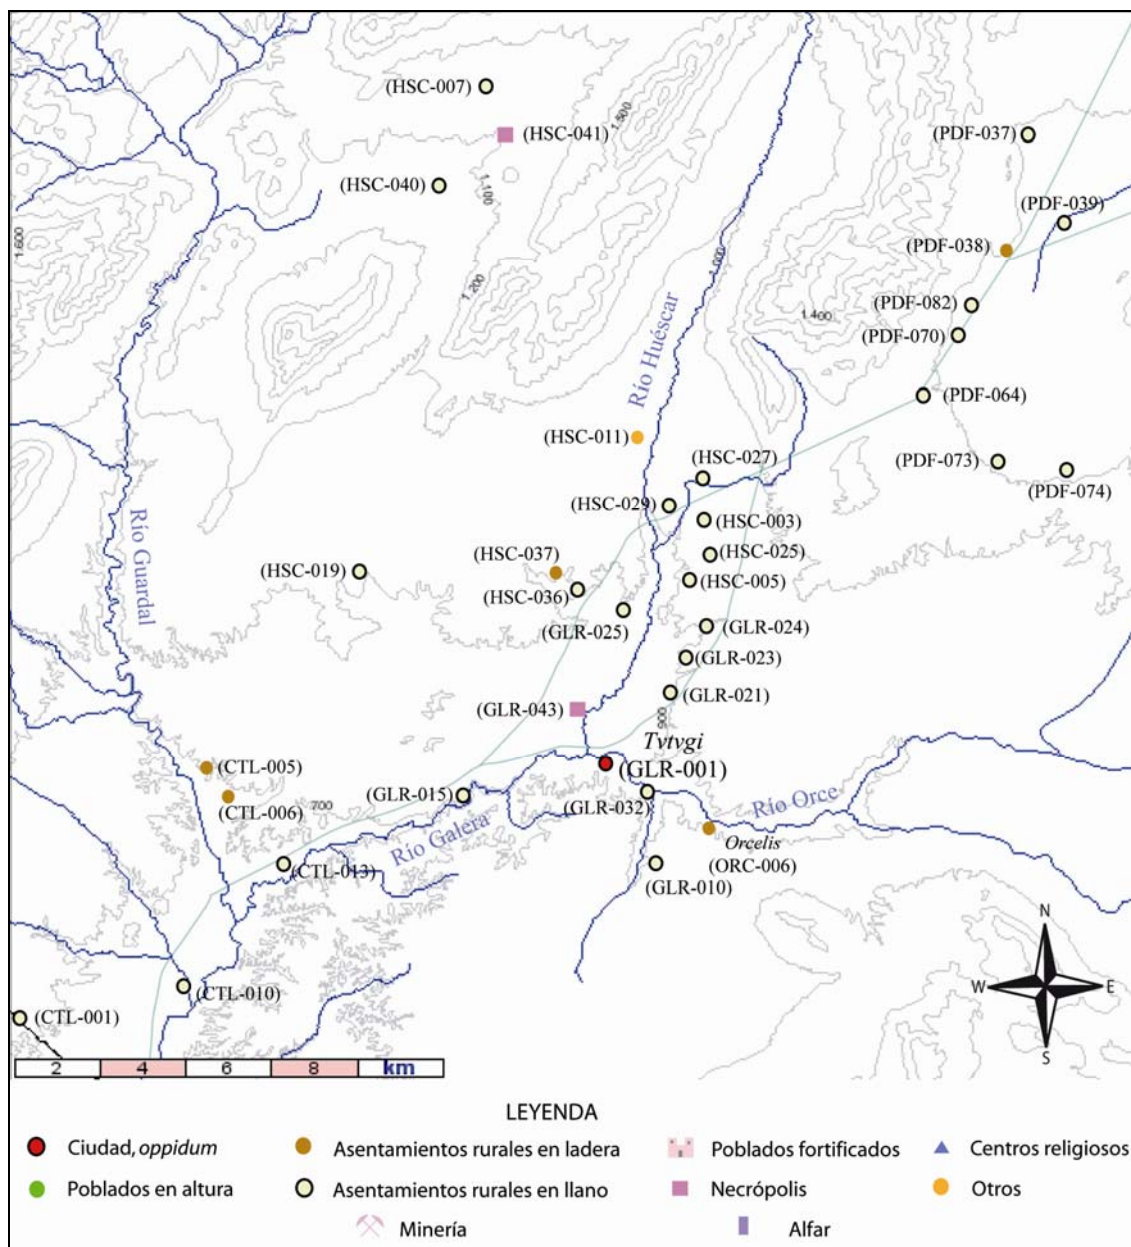 (HSC-007)
(HSC-041)
1.500
(PDF-037)
(HSC-040)
1.100
(PDF-039)
1.600
(PDF-038)
1.000
1.200
Río Huéscar
(PDF-082)
1.400
(PDF-070)
(PDF-064)
(HSC-011)
(HSC-027)
(PDF-073)
(PDF-074)
(HSC-029)
Río Guardal
(HSC-003)
(HSC-037)
(HSC-025)
(HSC-019)
(HSC-036)
(HSC-005)
(GLR-025)
(GLR-024)
(GLR-023)
(GLR-021)
(GLR-043)
900
Tvtvgi
(GLR-001)
(CTL-005)
(GLR-015)
(GLR-032)
Río Orce
700
(CTL-006)
Río Galera
Orcelis
(ORC-006)
(CTL-013)
(GLR-010)
N
W
E
S
(CTL-010)
(CTL-001)
2 4 6 8 km
LEYENDA
Ciudad, oppidum
Asentamientos rurales en ladera
Poblados fortificados
Centros religiosos
Poblados en altura
Asentamientos rurales en llano
Necrópolis
Otros
Minería
Alfar